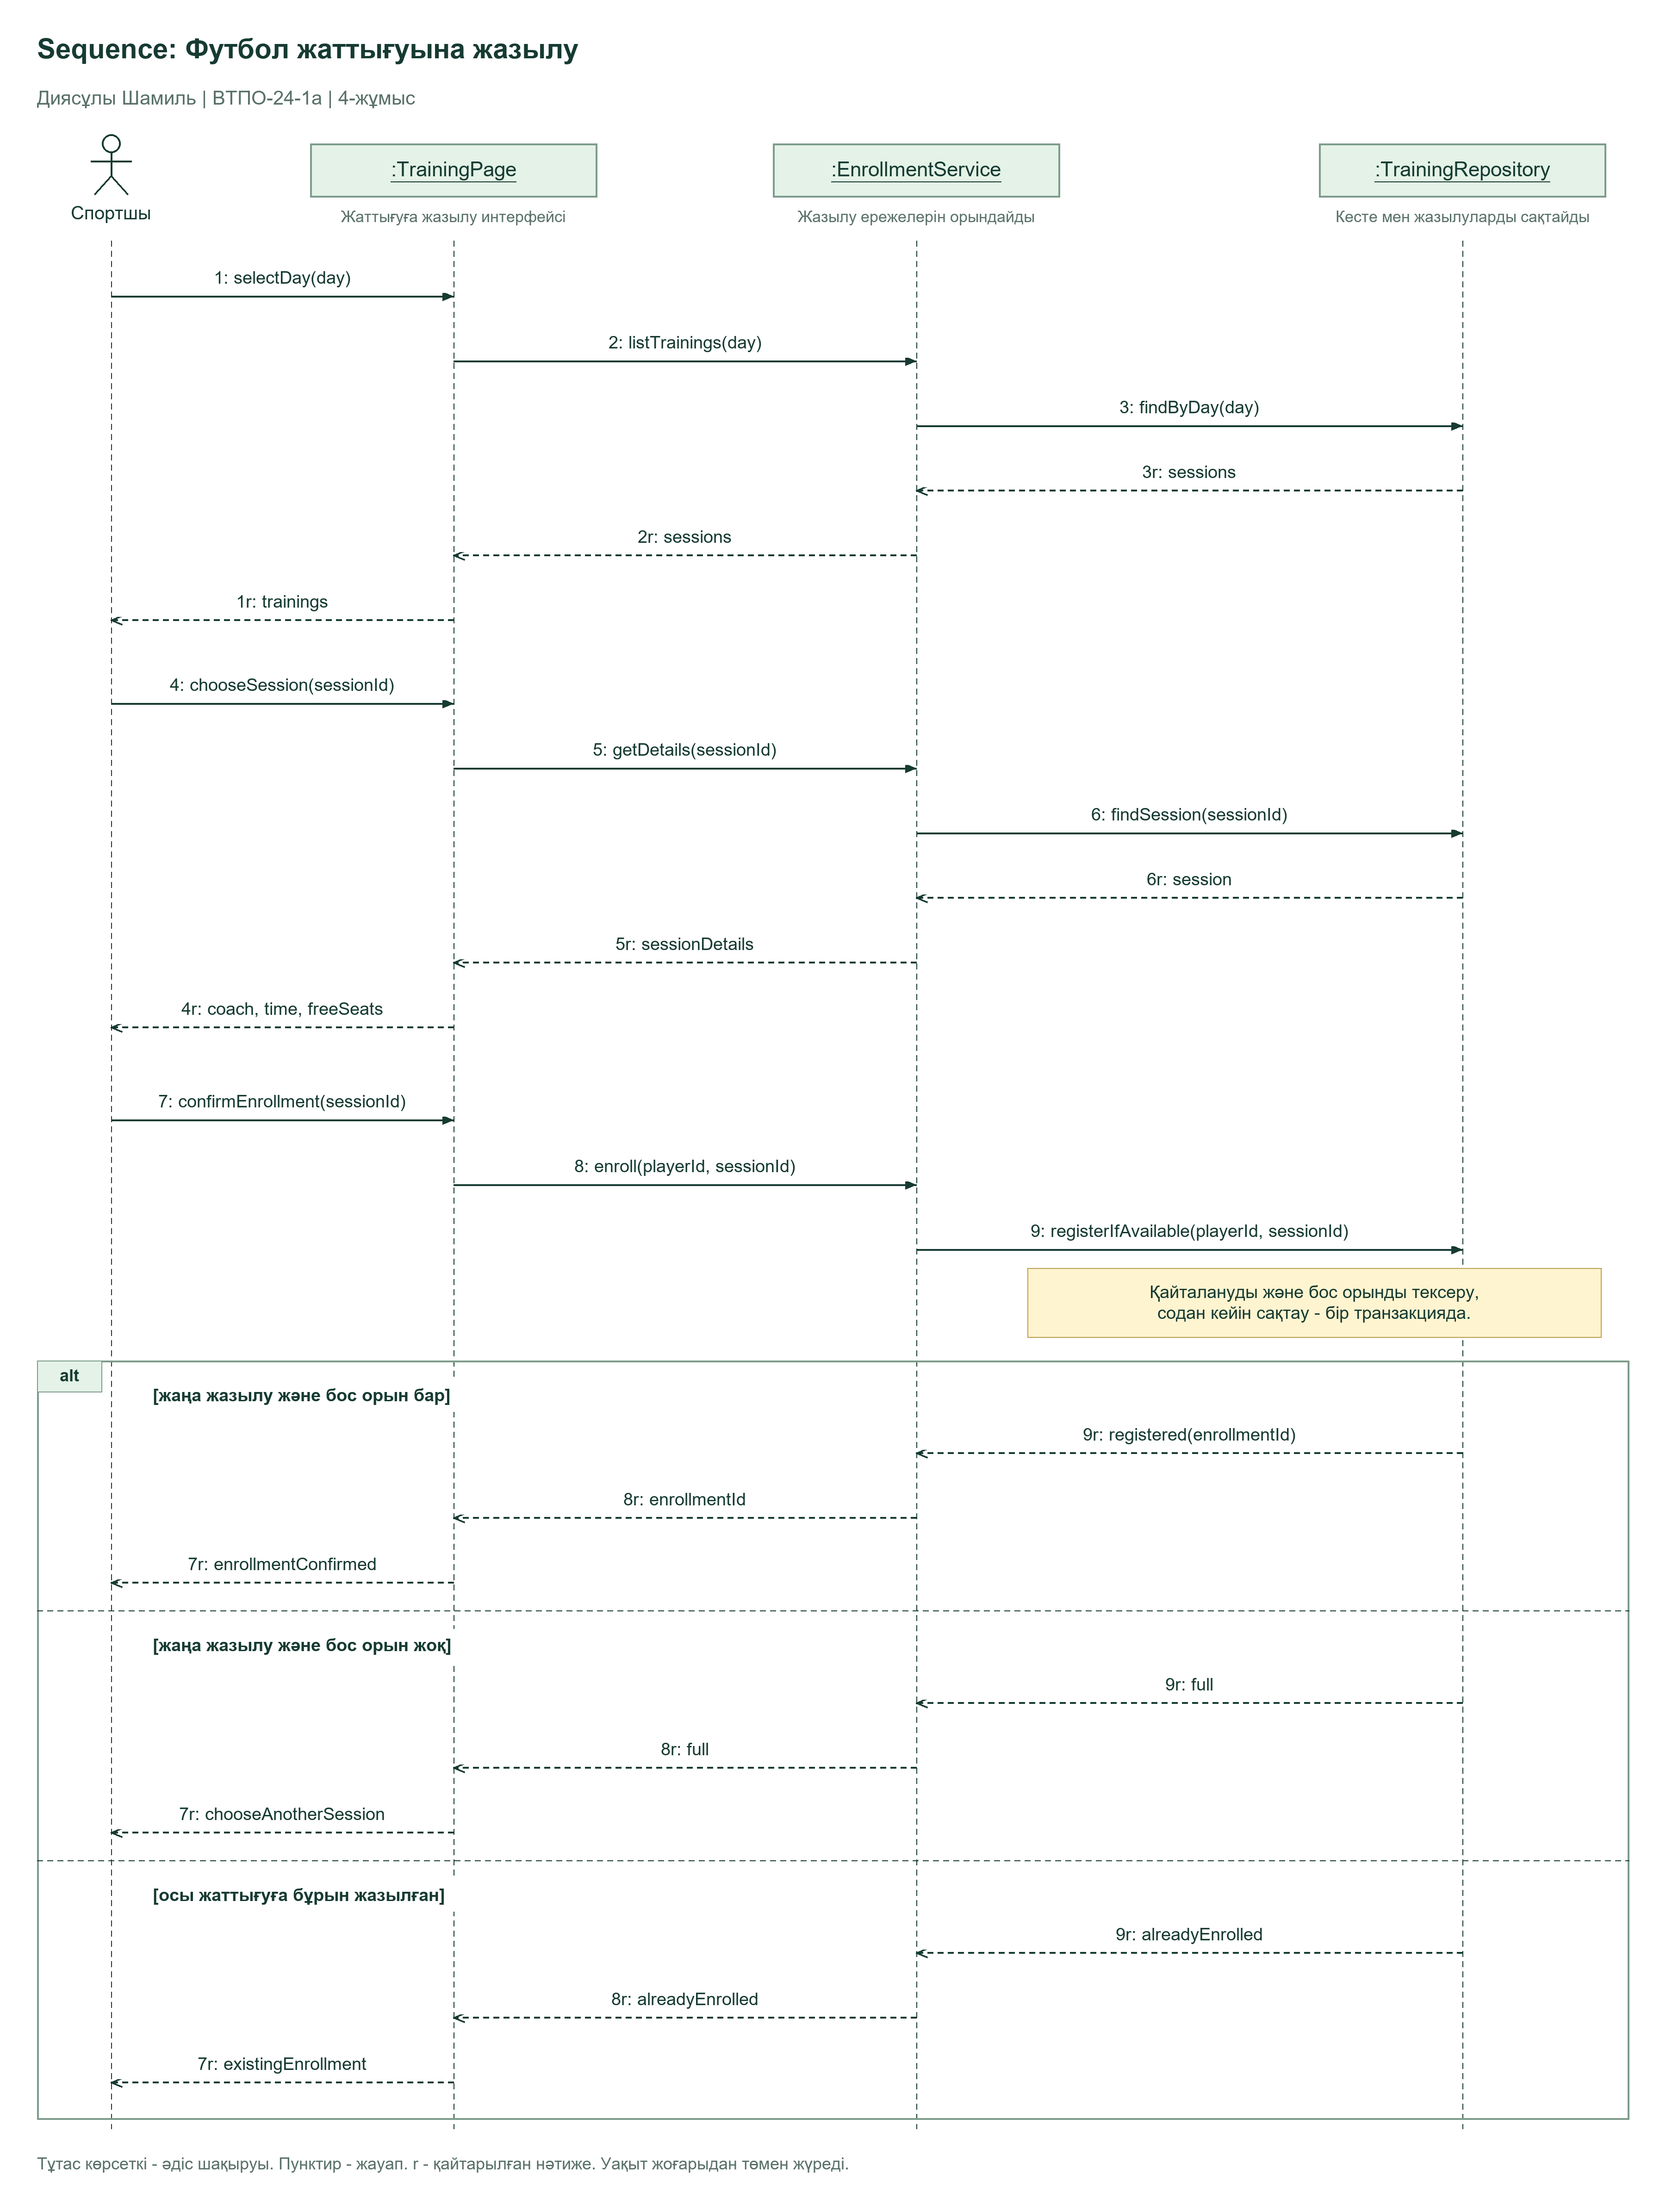 Sequence: Футбол жаттығуына жазылу
Диясұлы Шамиль | ВТПО-24-1а | 4-жұмыс
Спортшы
:TrainingPage
:EnrollmentService
:TrainingRepository
Жаттығуға жазылу интерфейсі
Жазылу ережелерін орындайды
Кесте мен жазылуларды сақтайды
1: selectDay(day)
2: listTrainings(day)
3: findByDay(day)
3r: sessions
2r: sessions
1r: trainings
4: chooseSession(sessionId)
5: getDetails(sessionId)
6: findSession(sessionId)
6r: session
5r: sessionDetails
4r: coach, time, freeSeats
7: confirmEnrollment(sessionId)
8: enroll(playerId, sessionId)
9: registerIfAvailable(playerId, sessionId)
Қайталануды және бос орынды тексеру,
содан кейін сақтау - бір транзакцияда.
alt
[жаңа жазылу және бос орын бар]
9r: registered(enrollmentId)
8r: enrollmentId
7r: enrollmentConfirmed
[жаңа жазылу және бос орын жоқ]
9r: full
8r: full
7r: chooseAnotherSession
[осы жаттығуға бұрын жазылған]
9r: alreadyEnrolled
8r: alreadyEnrolled
7r: existingEnrollment
Тұтас көрсеткі - әдіс шақыруы. Пунктир - жауап. r - қайтарылған нәтиже. Уақыт жоғарыдан төмен жүреді.